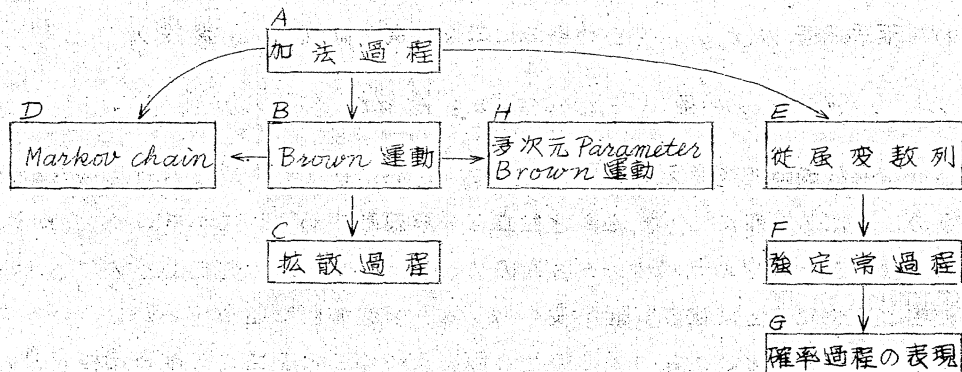 A
加法過程
D
Markov chain
B
Brown 運動
H
多次元 Parameter
Brown 運動
E
従属変数列
C
拡散過程
F
強定常過程
G
確率過程の表現